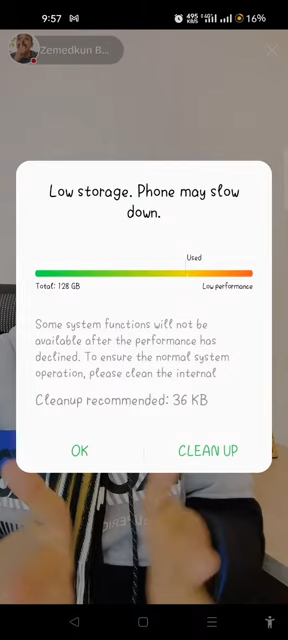 9:57
495
KB/S
16%
Zemedkun B...
Low storage. Phone may slow
down.
Used
Total: 128 GB
Low performance
Some system functions will not be
available after the performance has
declined. To ensure the normal system
operation, please clean the internal
Cleanup recommended: 36 KB
OK
CLEAN UP